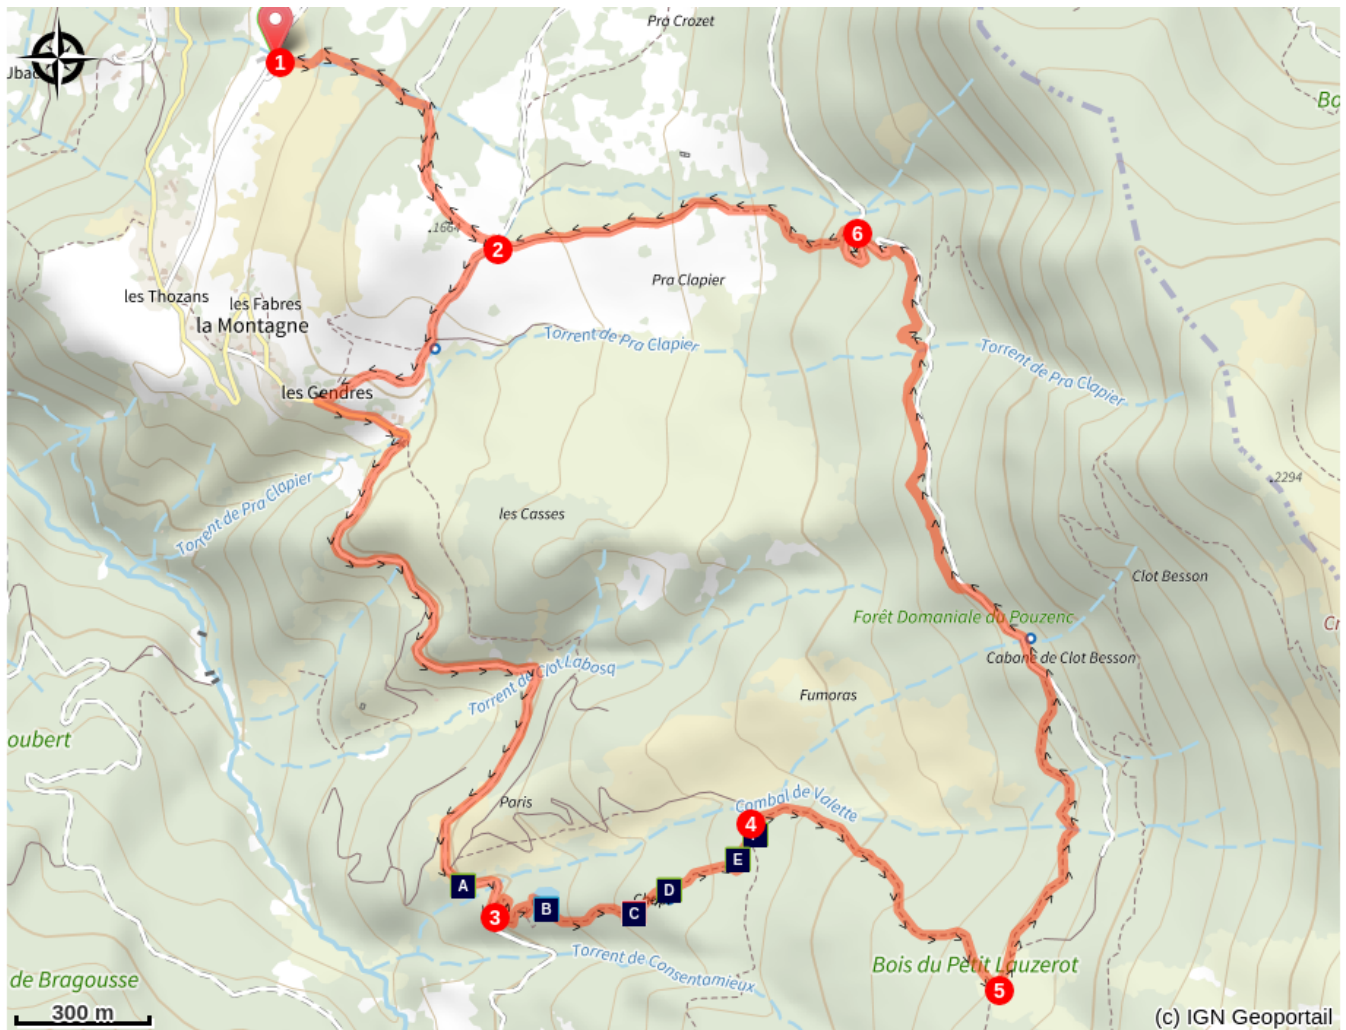 Pra Crozet
1
Ubac
Bo
.1664
2
6
Pra Clapier
les Thozans
les Fabres
la Montagne
Torrent de Pra Clapier
Torrent de Pra Clapier
les Gendres
.2294
Torrent de Pra Clapier
les Casses
Clot Besson
Forêt Domaniale du Pouzenc
Cr
Cabane de Clot Besson
Torrent de Clot Labosq
Fumoras
oubert
Paris
Combal de Valette
4
E
A
D
B
C
3
Torrent de Consentamieux
Bois du Petit Lauzerot
de Bragousse
5
300 m
(c) IGN Geoportail